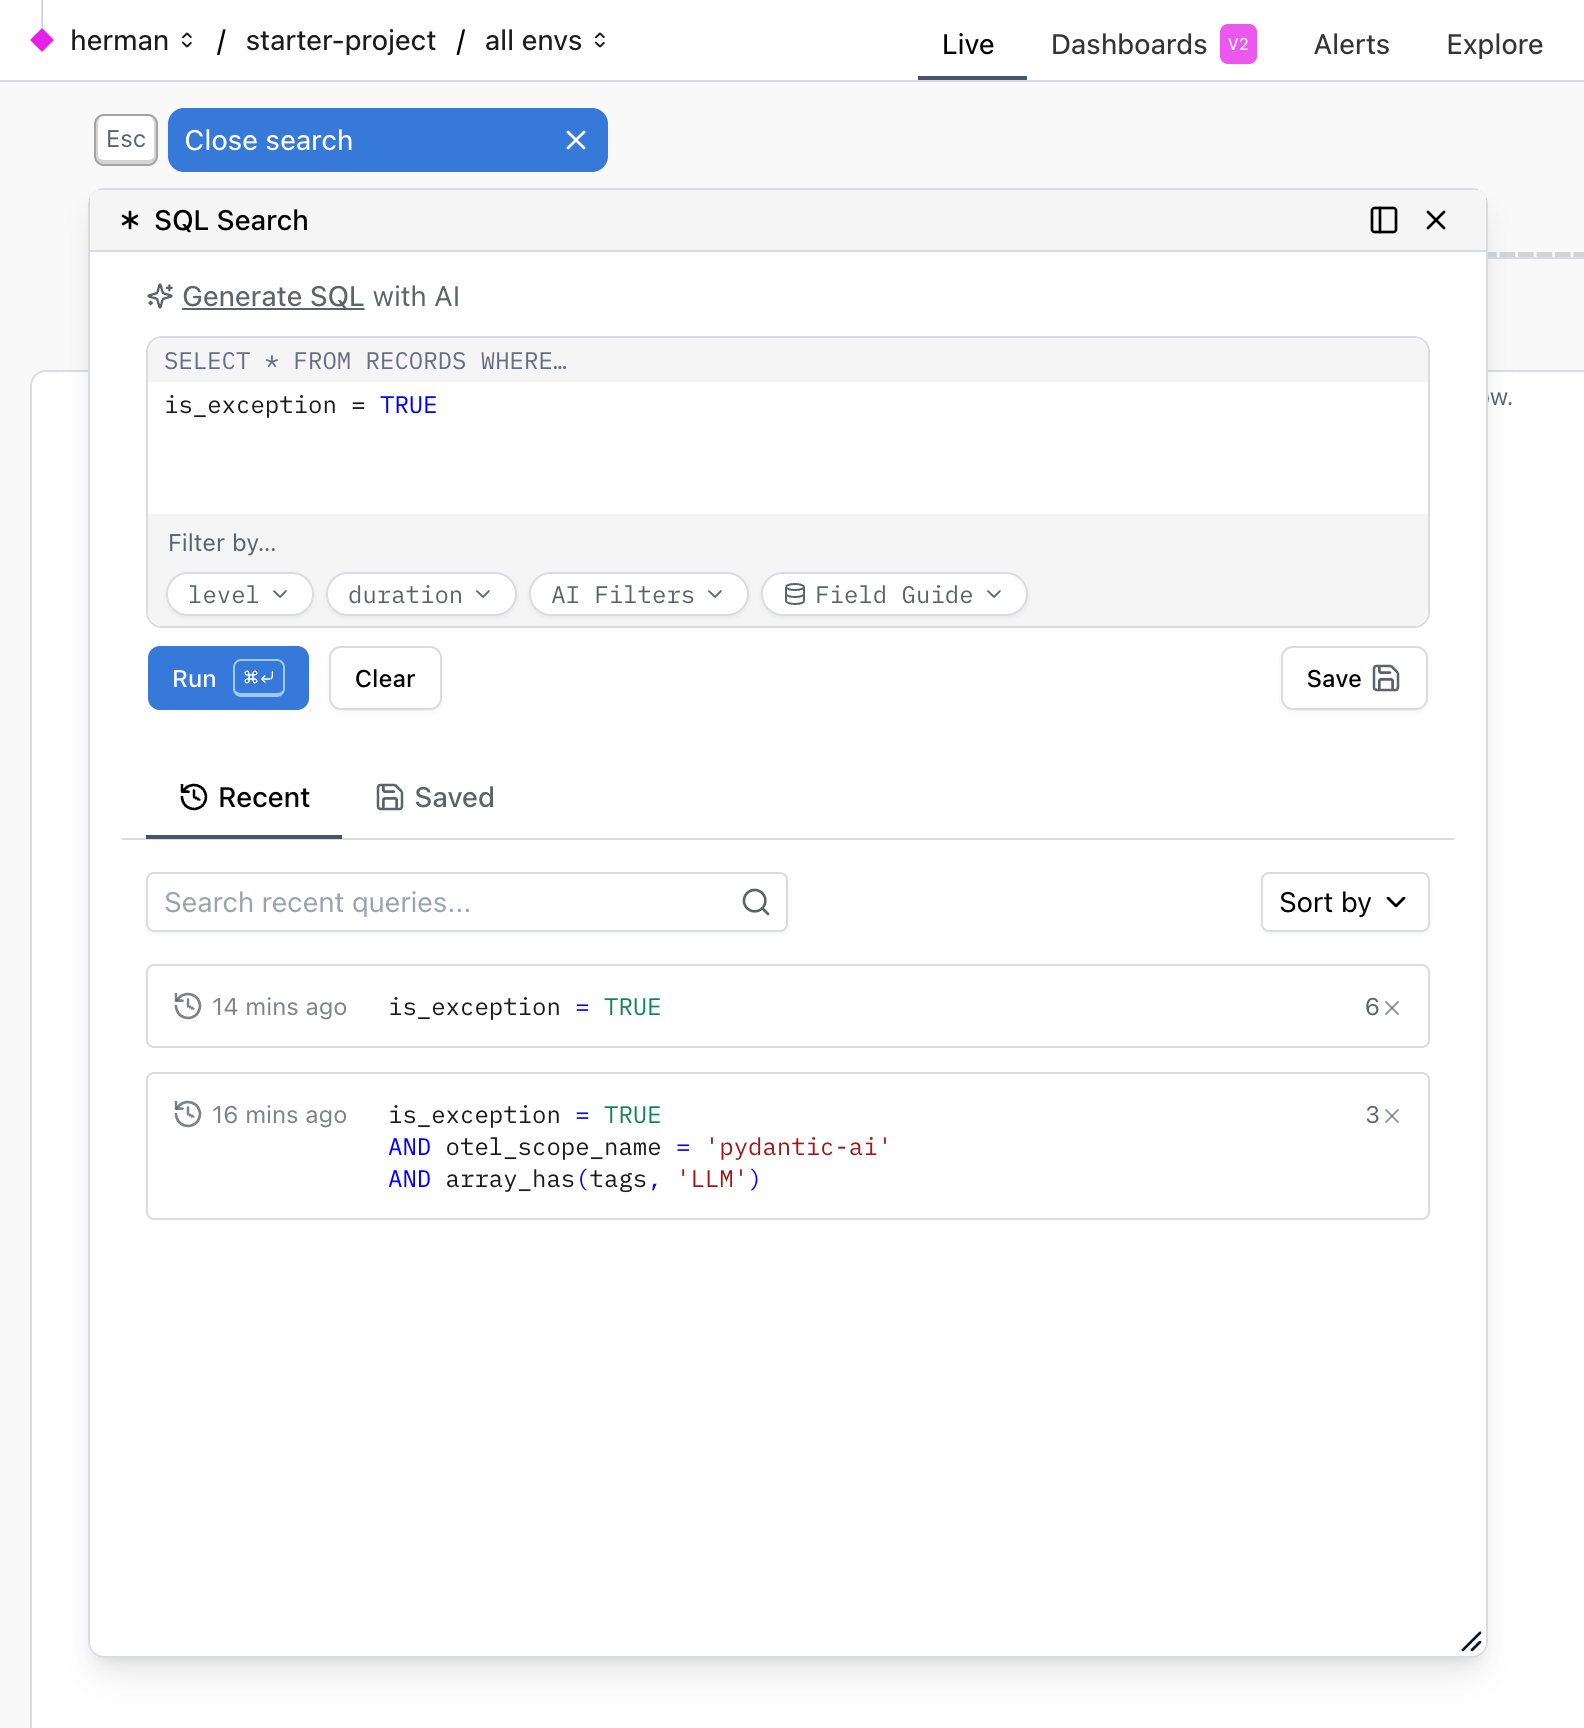 herman / starter-project / all envs
Live Dashboards V2 Alerts Explore
Esc Close search
* SQL Search
Generate SQL with AI
SELECT * FROM RECORDS WHERE…
is_exception = TRUE
Filter by...
level duration AI Filters Field Guide
Run ⌘↵ Clear Save
Recent Saved
Search recent queries...
Sort by
14 mins ago is_exception = TRUE 6×
16 mins ago is_exception = TRUE 3×
AND otel_scope_name = 'pydantic-ai'
AND array_has(tags, 'LLM')